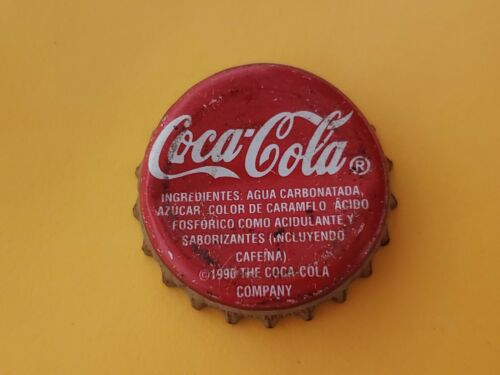 Coca-Cola®
INGREDIENTES: AGUA CARBONATADA,
AZÚCAR, COLOR DE CARAMELO ÁCIDO
FOSFÓRICO COMO ACIDULANTE Y
SABORIZANTES (INCLUYENDO
CAFEÍNA).
©1990 THE COCA-COLA
COMPANY